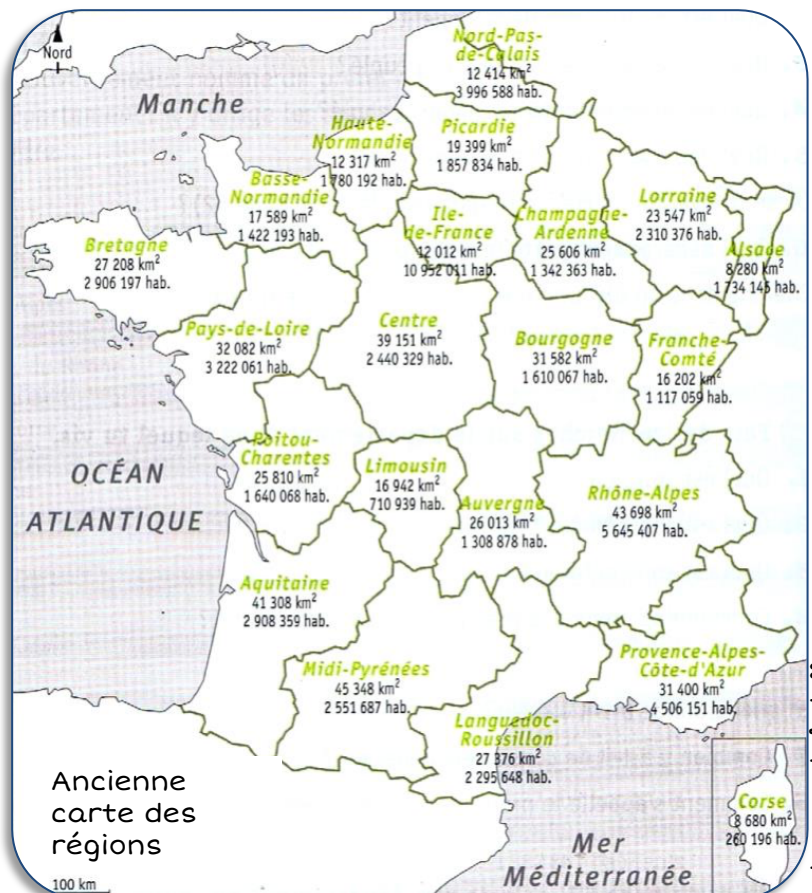 Nord
Manche
Nord-Pas-
de-Calais
12 414 km²
3 996 588 hab.
Haute-
Normandie
12 317 km²
1 780 192 hab.
Picardie
19 399 km²
1 857 834 hab.
Basse-
Normandie
17 589 km²
1 422 193 hab.
Ile-
de-France
12 012 km²
10 952 011 hab.
Champagne-
Ardenne
25 606 km²
1 342 363 hab.
Lorraine
23 547 km²
2 310 376 hab.
Alsace
8 280 km²
1 734 145 hab.
Bretagne
27 208 km²
2 906 197 hab.
Pays-de-Loire
32 082 km²
3 222 061 hab.
Centre
39 151 km²
2 440 329 hab.
Bourgogne
31 582 km²
1 610 067 hab.
Franche-
Comté
16 202 km²
1 117 059 hab.
OCÉAN
ATLANTIQUE
Poitou-
Charentes
25 810 km²
1 640 068 hab.
Limousin
16 942 km²
710 939 hab.
Auvergne
26 013 km²
1 308 878 hab.
Rhône-Alpes
43 698 km²
5 645 407 hab.
Aquitaine
41 308 km²
2 908 359 hab.
Midi-Pyrénées
45 348 km²
2 551 687 hab.
Languedoc-
Roussillon
27 376 km²
2 295 648 hab.
Provence-Alpes-
Côte-d'Azur
31 400 km²
4 506 151 hab.
Corse
8 680 km²
260 196 hab.
Mer
Méditerranée
Ancienne
carte des
régions
100 km